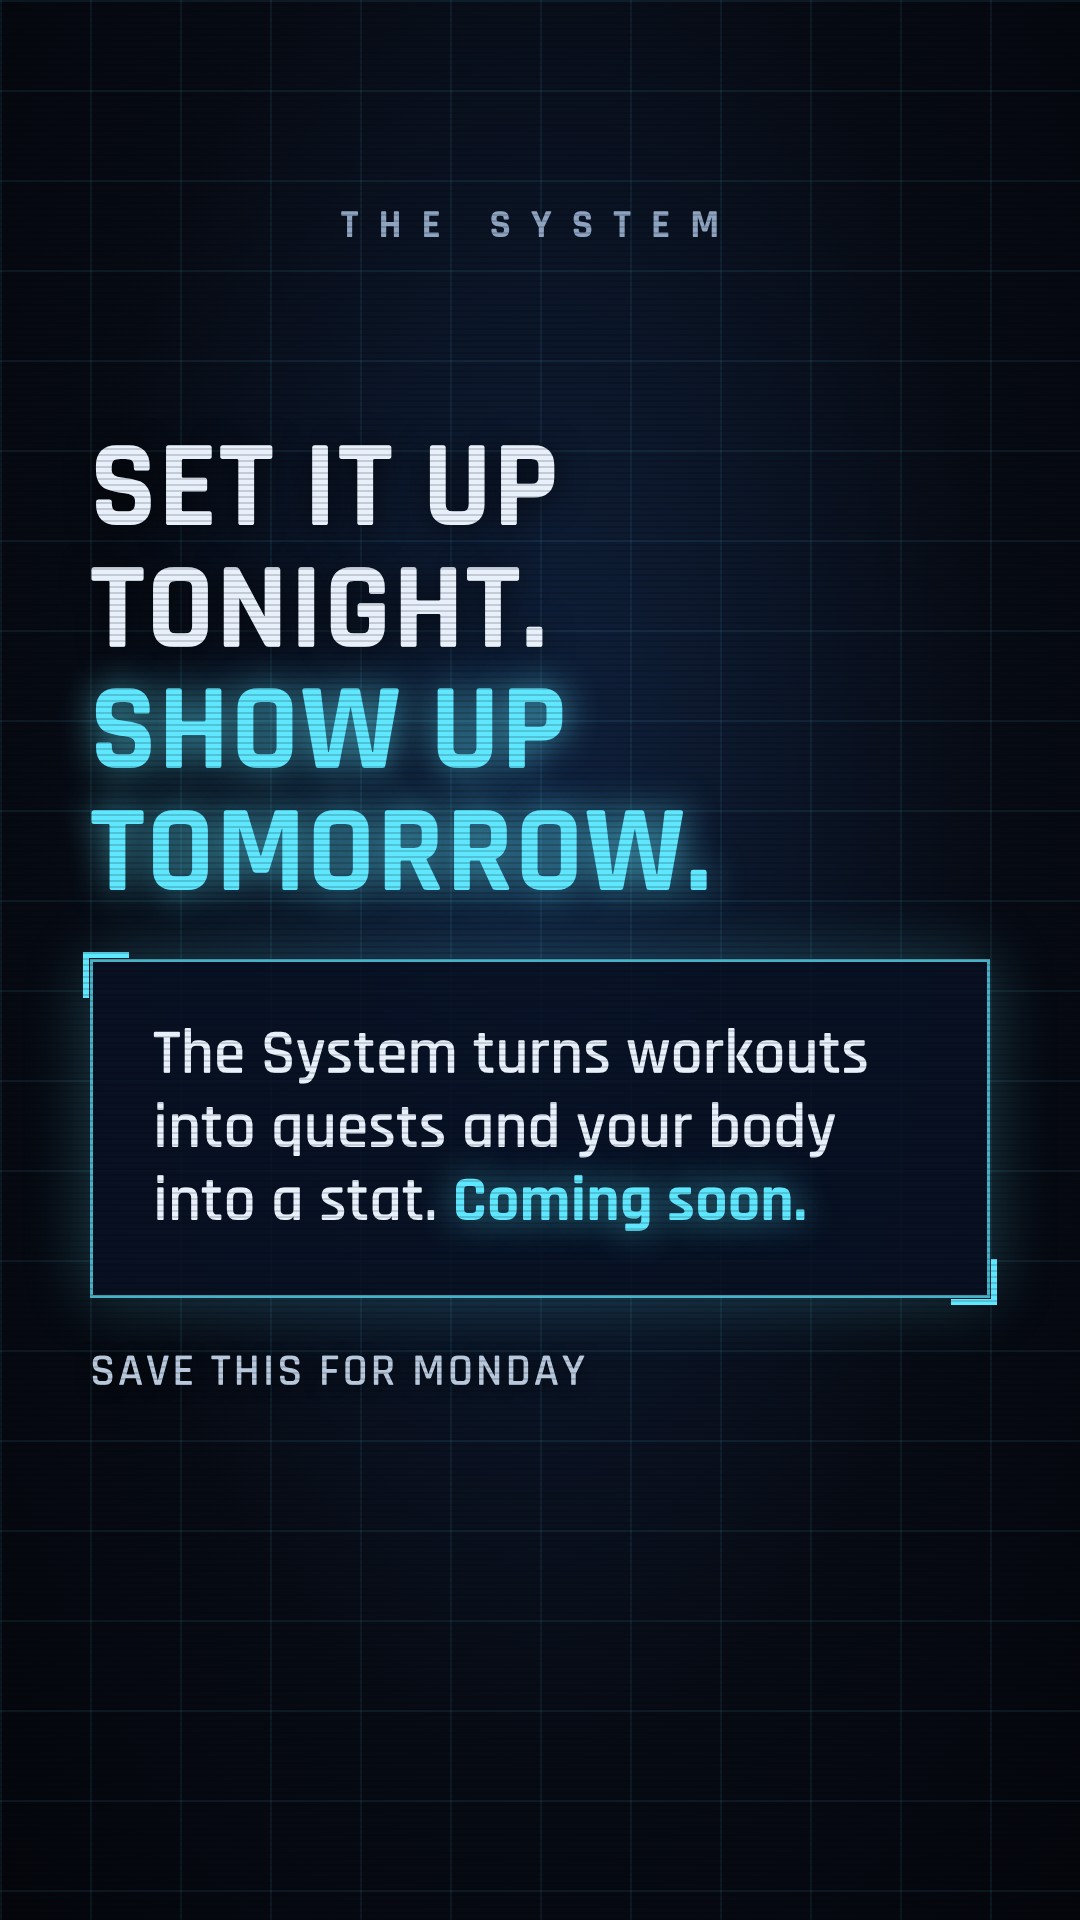 THE SYSTEM
SET IT UP
TONIGHT.
SHOW UP
TOMORROW.
The System turns workouts
into quests and your body
into a stat. Coming soon.
SAVE THIS FOR MONDAY